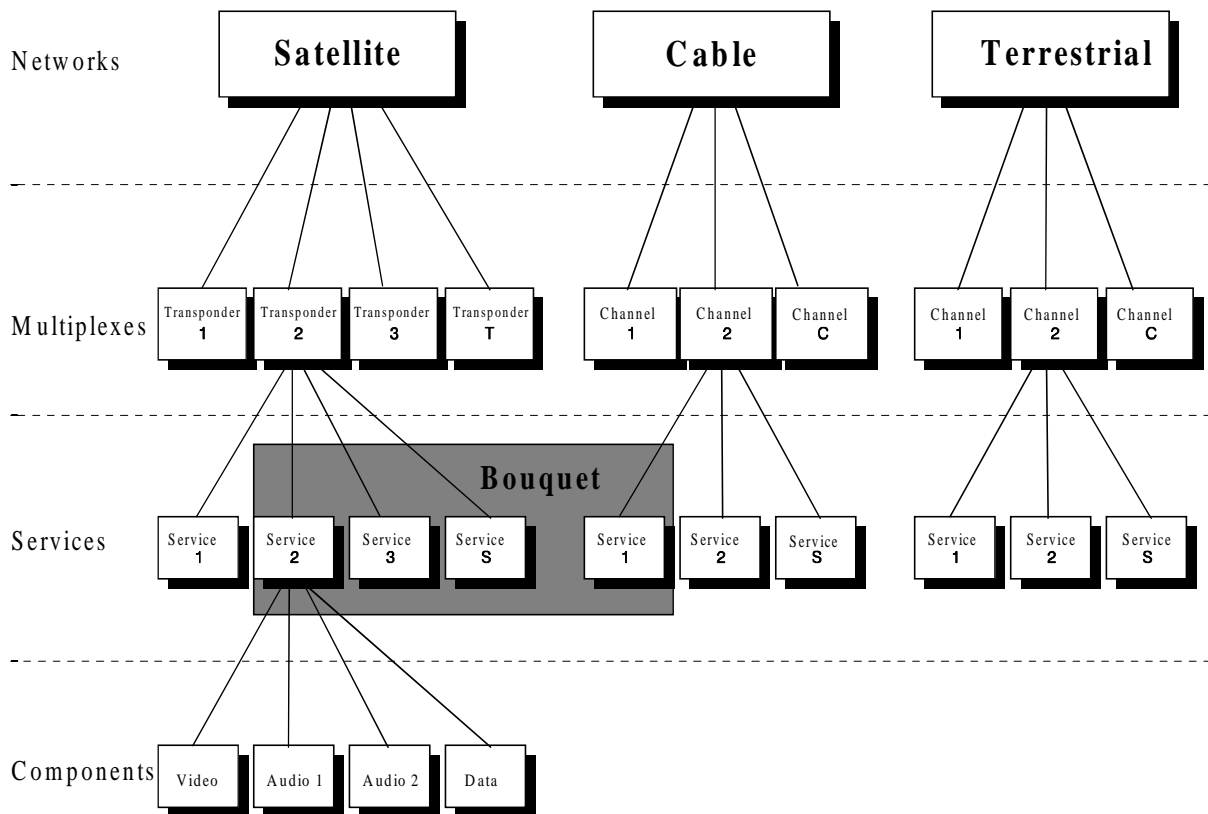 Networks
Satellite
Cable
Terrestrial
Multiplexes
Transponder
1
Transponder
2
Transponder
3
Transponder
T
Channel
1
Channel
2
Channel
C
Channel
1
Channel
2
Channel
C
Bouquet
Services
Service
1
Service
2
Service
3
Service
S
Service
1
Service
2
Service
S
Service
1
Service
2
Service
S
Components
Video
Audio 1
Audio 2
Data